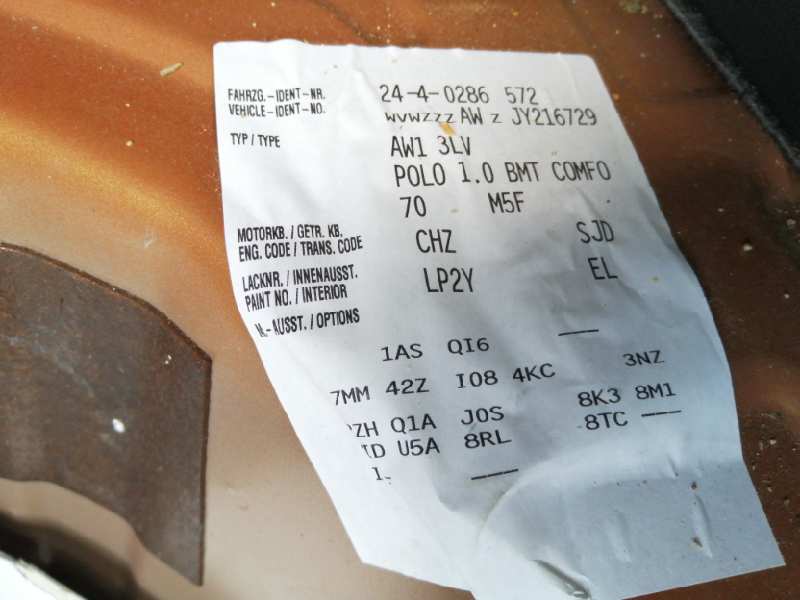 FAHRZG.-IDENT-NR. 24-4-0286 572
VEHICLE-IDENT-NO. WVWZZZ AW Z JY216729
TYP / TYPE AW1 3LV
POLO 1.0 BMT COMFO
70 M5F
MOTORKB. / GETR. KB.
ENG. CODE / TRANS. CODE CHZ SJD
LACKNR. / INNENAUSST.
PAINT NO. / INTERIOR LP2Y EL
M.-AUSST. / OPTIONS
1AS QI6 —
7MM 42Z I08 4KC 3NZ
ZH Q1A J0S 8K3 8M1
D U5A 8RL 8TC —
1. —